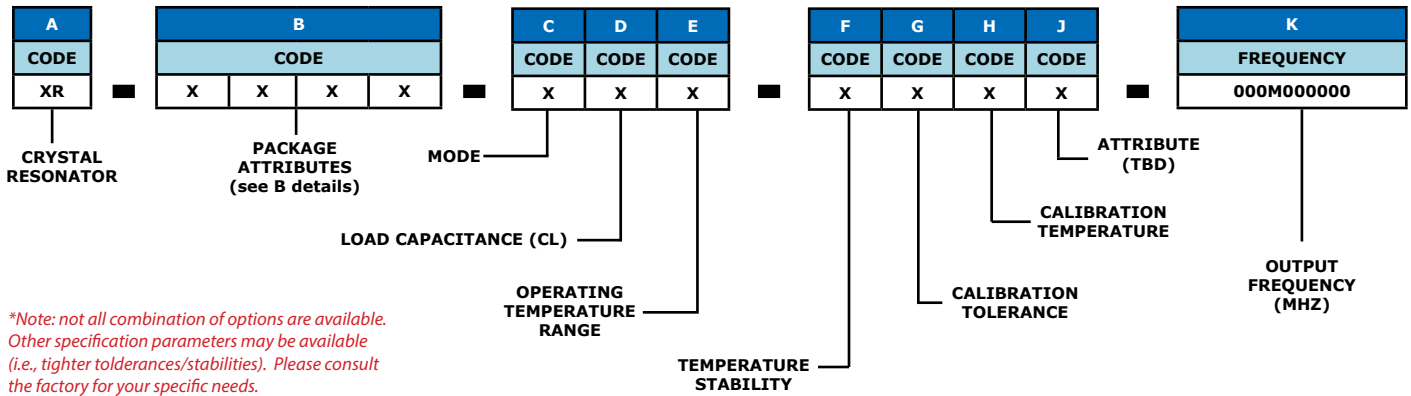 A B C D E F G H J K
CODE CODE CODE CODE CODE CODE CODE CODE CODE FREQUENCY
XR X X X X X X X X X X X 000M000000
CRYSTAL
RESONATOR
PACKAGE
ATTRIBUTES
(see B details)
MODE
LOAD CAPACITANCE (CL)
OPERATING
TEMPERATURE
RANGE
TEMPERATURE
STABILITY
CALIBRATION
TOLERANCE
CALIBRATION
TEMPERATURE
ATTRIBUTE
(TBD)
OUTPUT
FREQUENCY
(MHZ)
*Note: not all combination of options are available.
Other specification parameters may be available
(i.e., tighter tolderances/stabilities). Please consult
the factory for your specific needs.